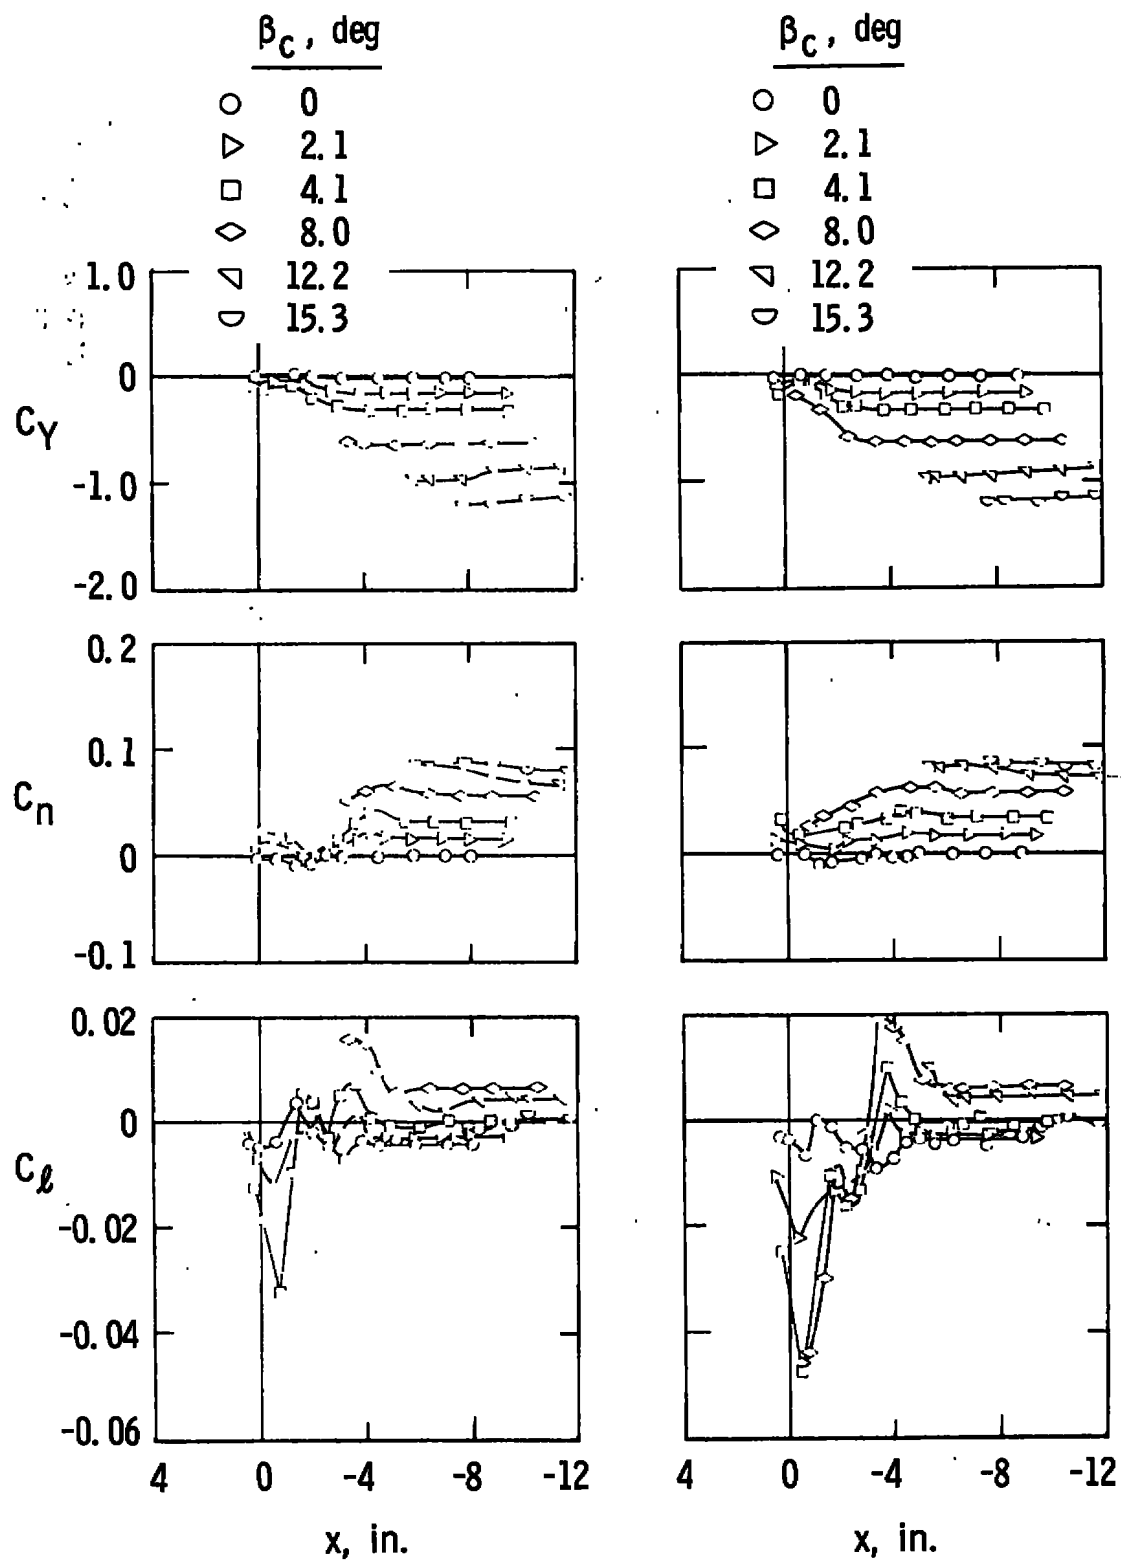 β_C, deg
0
2.1
4.1
8.0
12.2
15.3
β_C, deg
0
2.1
4.1
8.0
12.2
15.3
1.0
0
C_Y
-1.0
-2.0
0.2
0.1
C_n
0
-0.1
0.02
0
C_ℓ
-0.02
-0.04
-0.06
4 0 -4 -8 -12
x, in.
4 0 -4 -8 -12
x, in.